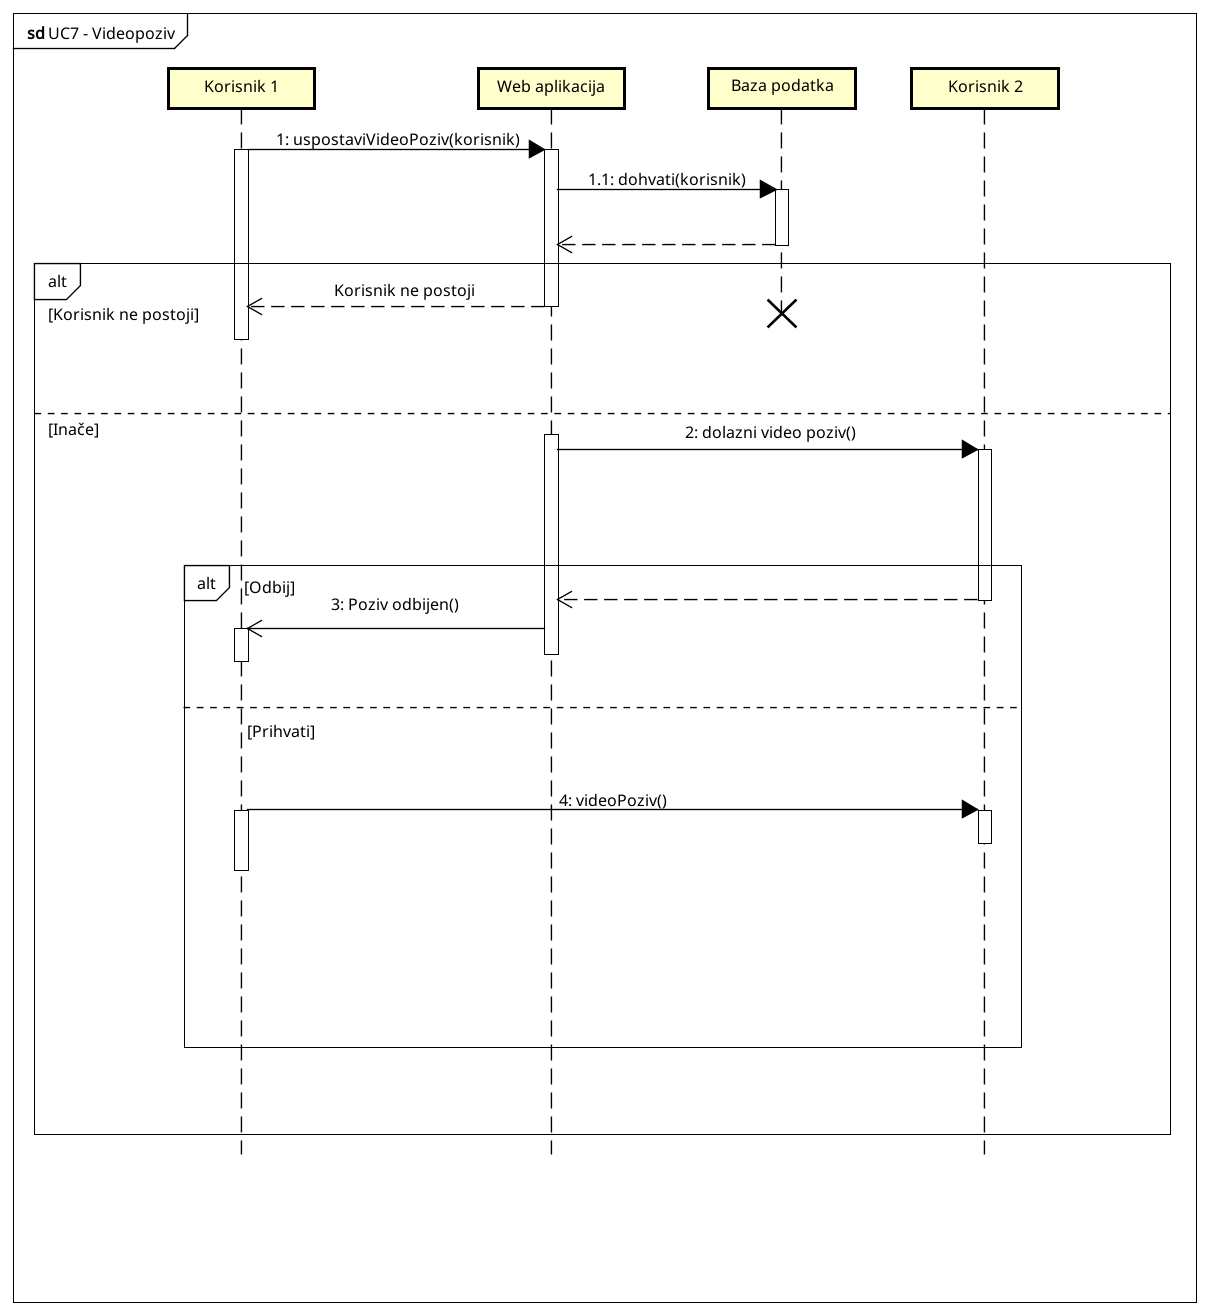 sd UC7 - Videopoziv
Korisnik 1
Web aplikacija
Baza podatka
Korisnik 2
1: uspostaviVideoPoziv(korisnik)
1.1: dohvati(korisnik)
alt
Korisnik ne postoji
[Korisnik ne postoji]
[Inače]
2: dolazni video poziv()
alt
[Odbij]
3: Poziv odbijen()
[Prihvati]
4: videoPoziv()